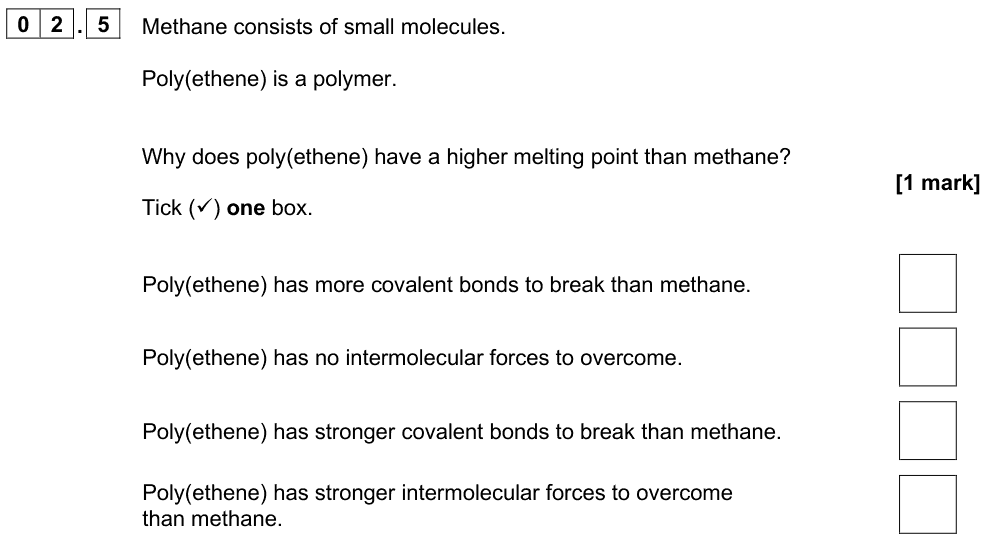 0 2 . 5 Methane consists of small molecules.
Poly(ethene) is a polymer.
Why does poly(ethene) have a higher melting point than methane?
[1 mark]
Tick (✓) one box.
Poly(ethene) has more covalent bonds to break than methane.
Poly(ethene) has no intermolecular forces to overcome.
Poly(ethene) has stronger covalent bonds to break than methane.
Poly(ethene) has stronger intermolecular forces to overcome
than methane.